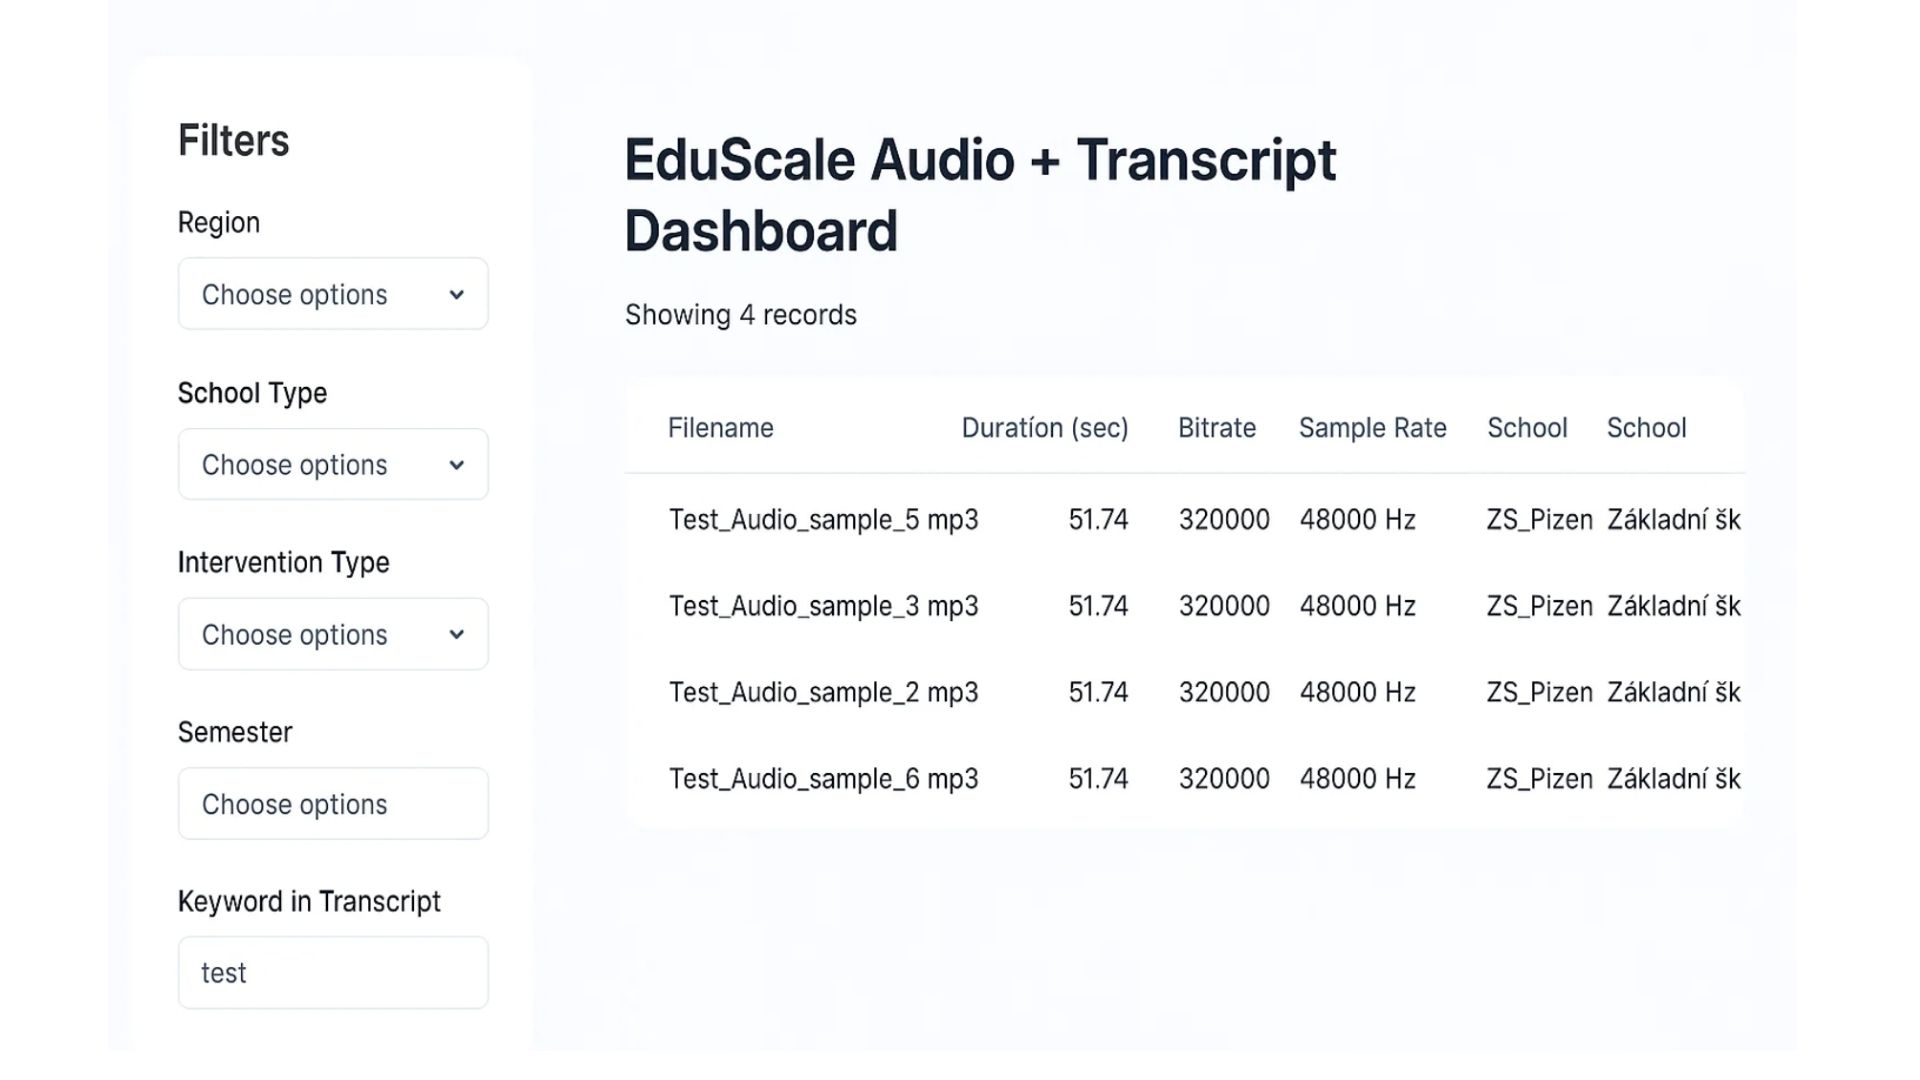 Filters
Region
Choose options
School Type
Choose options
Intervention Type
Choose options
Semester
Choose options
Keyword in Transcript
test
EduScale Audio + Transcript
Dashboard
Showing 4 records
Filename Duratíon (sec) Bitrate Sample Rate School School
Test_Audio_sample_5 mp3 51.74 320000 48000 Hz ZS_Pizen Základní šk
Test_Audio_sample_3 mp3 51.74 320000 48000 Hz ZS_Pizen Základní šk
Test_Audio_sample_2 mp3 51.74 320000 48000 Hz ZS_Pizen Základní šk
Test_Audio_sample_6 mp3 51.74 320000 48000 Hz ZS_Pizen Základní šk